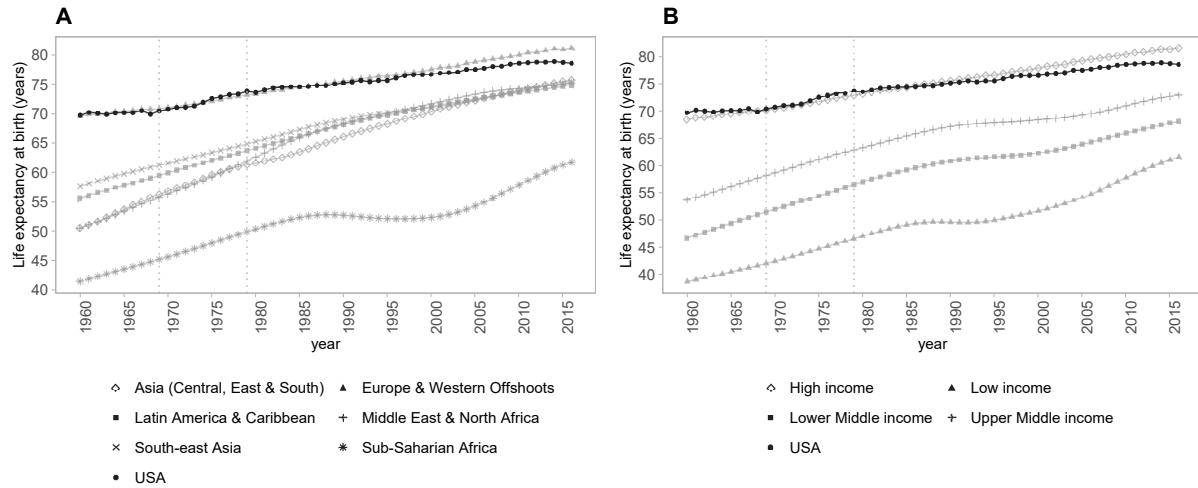 A
Life expectancy at birth (years)
80
75
70
65
60
55
50
45
40
1960
1965
1970
1975
1980
1985
1990
1995
2000
2005
2010
2015
year
Asia (Central, East & South)
Europe & Western Offshoots
Latin America & Caribbean
Middle East & North Africa
South-east Asia
Sub-Saharian Africa
USA
B
Life expectancy at birth (years)
80
75
70
65
60
55
50
45
40
1960
1965
1970
1975
1980
1985
1990
1995
2000
2005
2010
2015
year
High income
Low income
Lower Middle income
Upper Middle income
USA